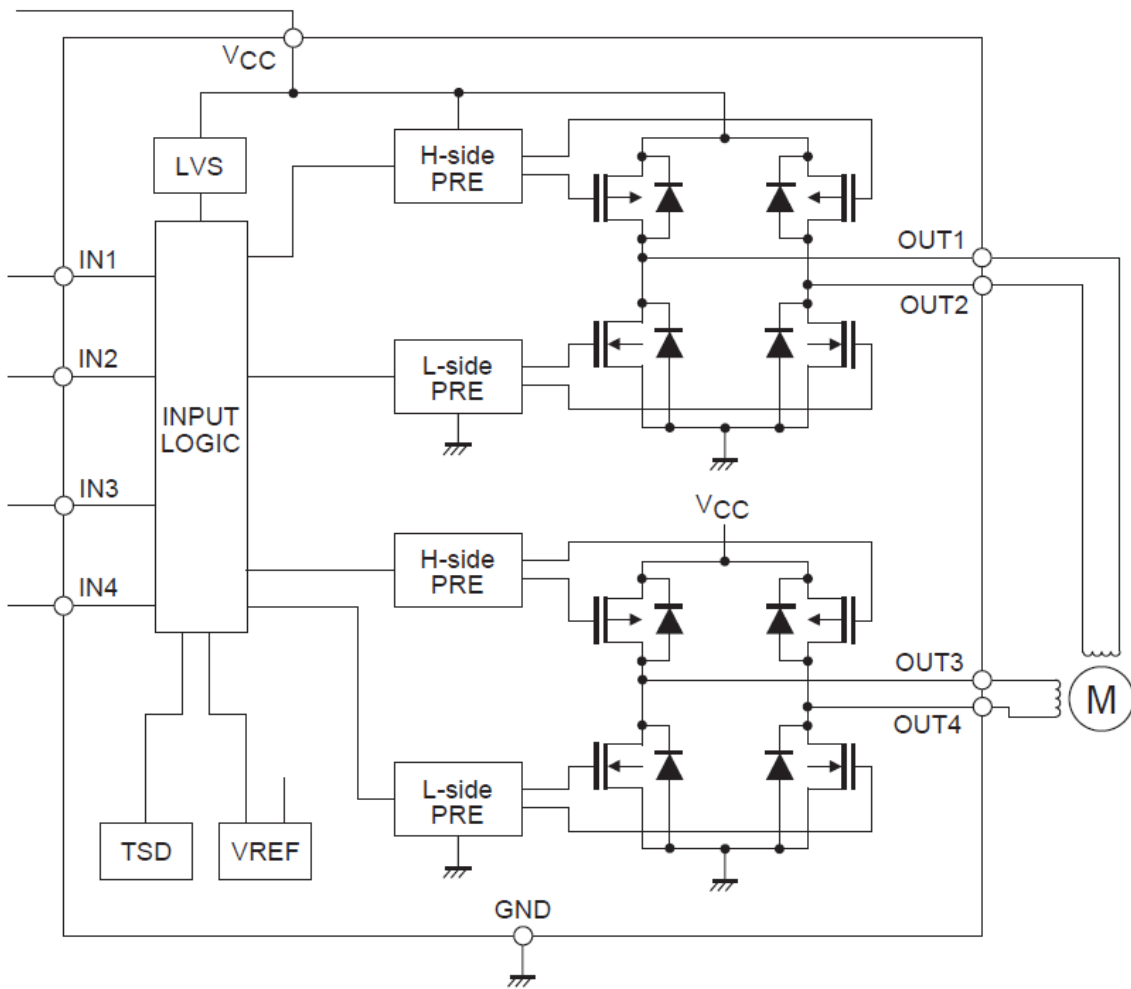 VCC
LVS
H-side
PRE
OUT1
IN1
OUT2
IN2
L-side
PRE
INPUT
LOGIC
IN3
VCC
H-side
PRE
IN4
OUT3
M
OUT4
L-side
PRE
TSD
VREF
GND